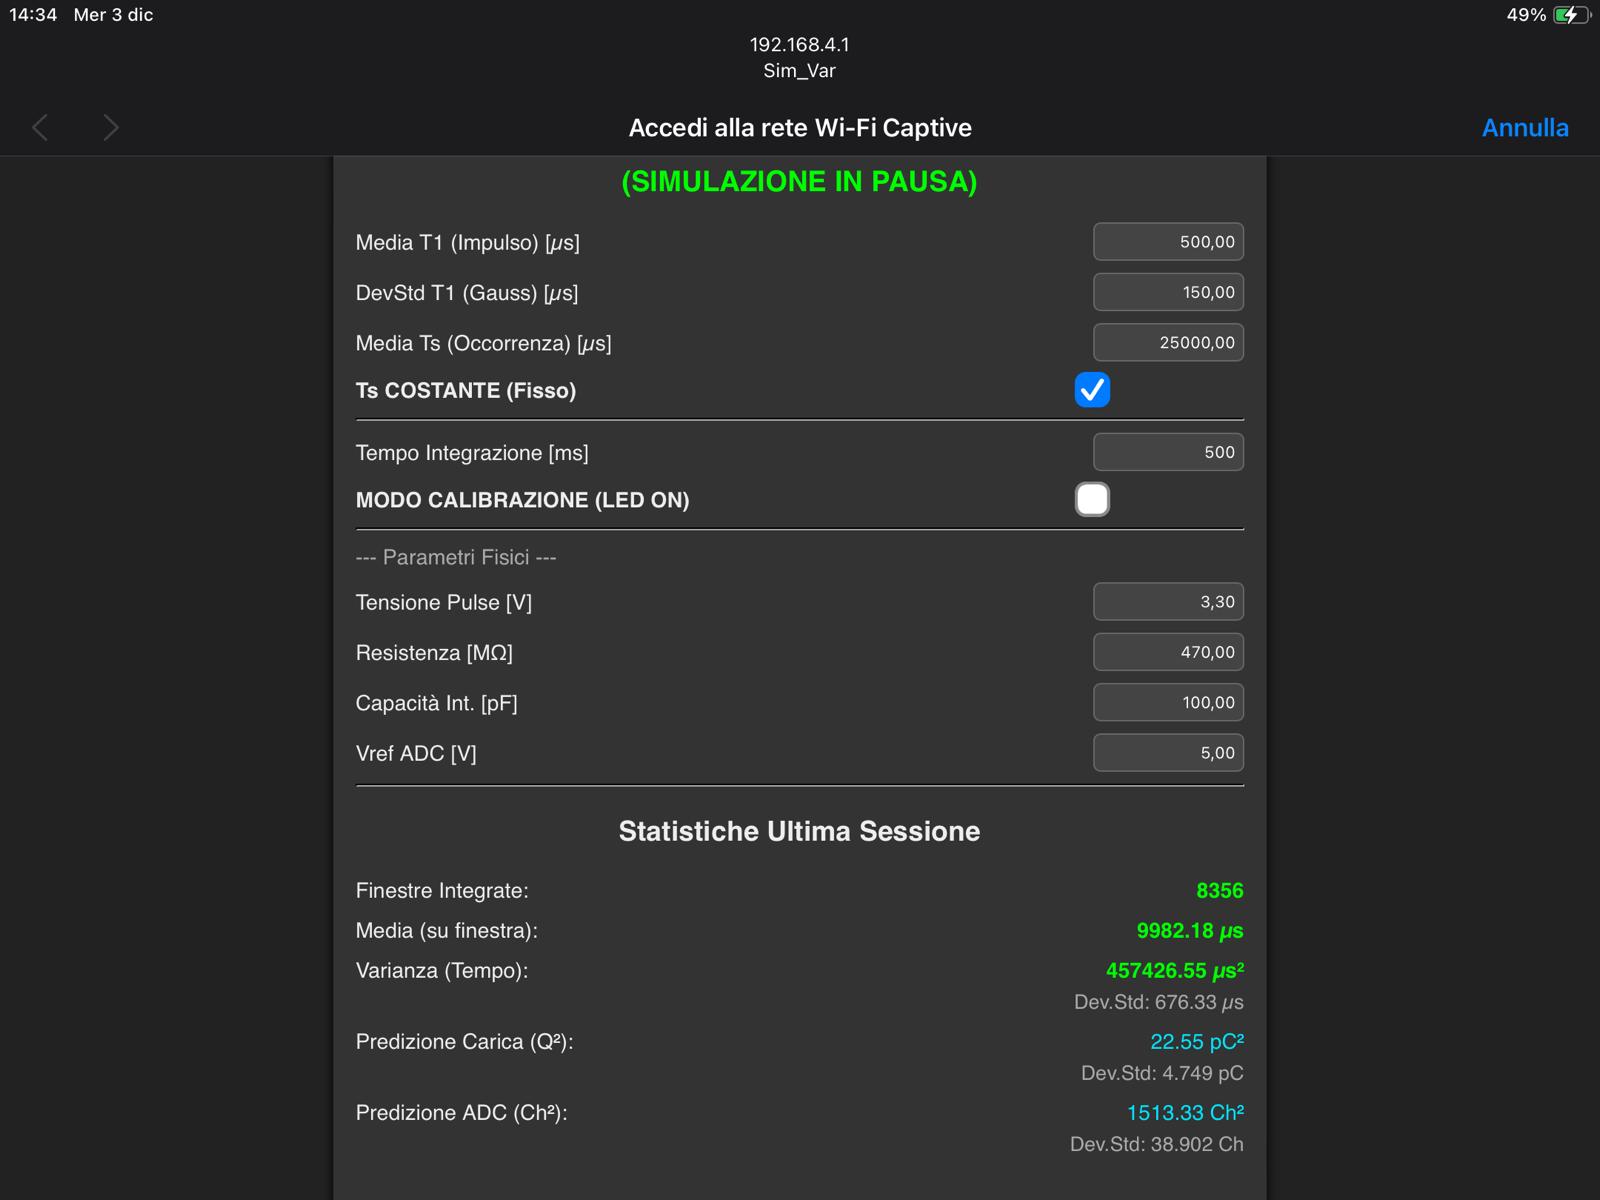 14:34 Mer 3 dic
49%
192.168.4.1
Sim_Var
Accedi alla rete Wi-Fi Captive
Annulla
(SIMULAZIONE IN PAUSA)
Media T1 (Impulso) [µs] 500,00
DevStd T1 (Gauss) [µs] 150,00
Media Ts (Occorrenza) [µs] 25000,00
Ts COSTANTE (Fisso)
Tempo Integrazione [ms] 500
MODO CALIBRAZIONE (LED ON)
--- Parametri Fisici ---
Tensione Pulse [V] 3,30
Resistenza [MΩ] 470,00
Capacità Int. [pF] 100,00
Vref ADC [V] 5,00
Statistiche Ultima Sessione
Finestre Integrate: 8356
Media (su finestra): 9982.18 µs
Varianza (Tempo): 457426.55 µs²
Dev.Std: 676.33 µs
Predizione Carica (Q²): 22.55 pC²
Dev.Std: 4.749 pC
Predizione ADC (Ch²): 1513.33 Ch²
Dev.Std: 38.902 Ch